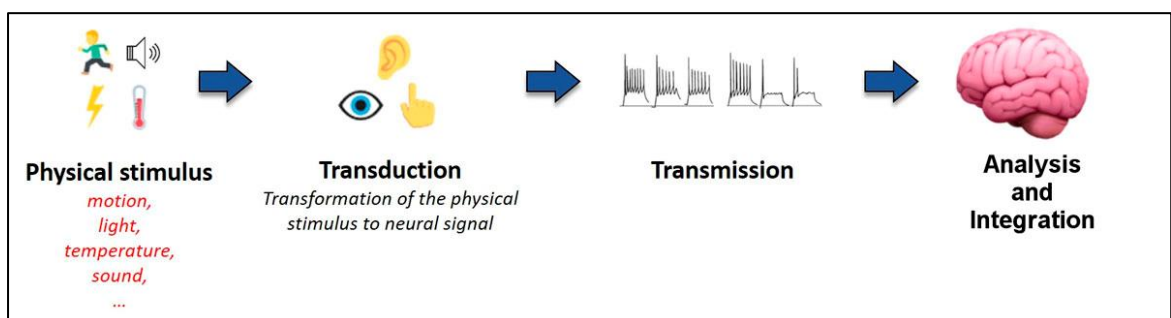 Physical stimulus
motion,
light,
temperature,
sound,
...
Transduction
Transformation of the physical
stimulus to neural signal
Transmission
Analysis
and
Integration